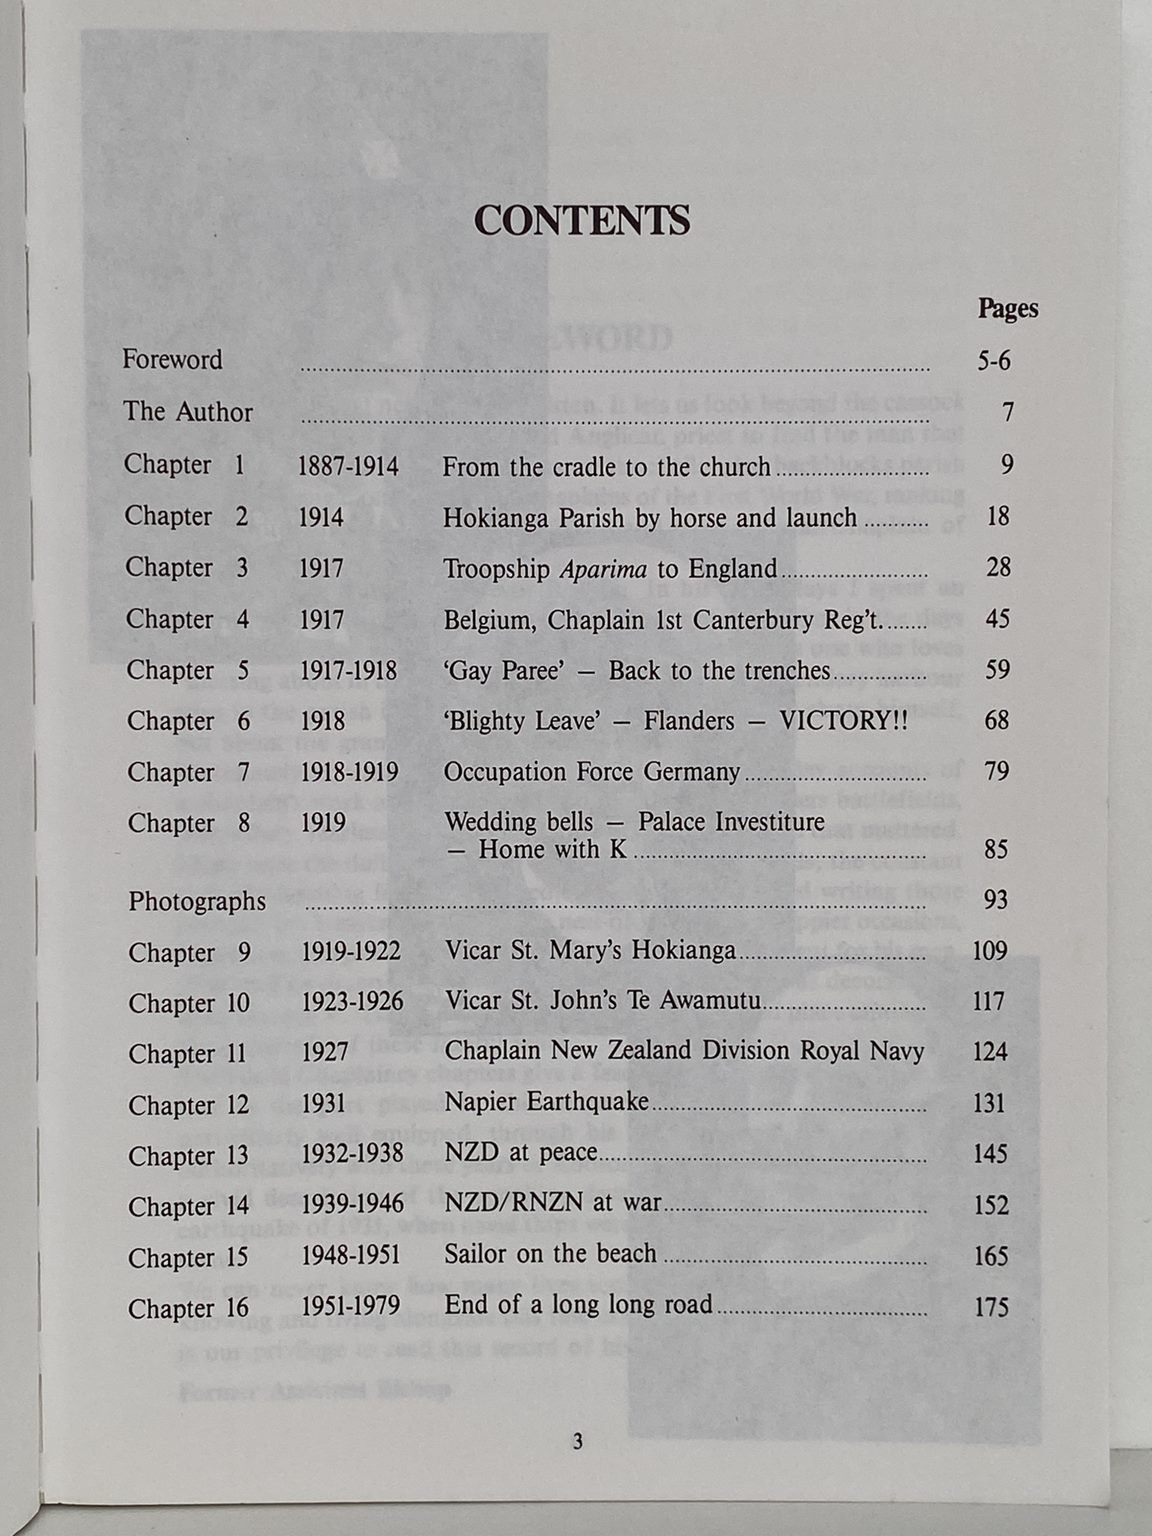 CONTENTS
Pages
Foreword ........ 5-6
The Author ........ 7
Chapter 1 1887-1914 From the cradle to the church ........ 9
Chapter 2 1914 Hokianga Parish by horse and launch ........ 18
Chapter 3 1917 Troopship Aparima to England ........ 28
Chapter 4 1917 Belgium, Chaplain 1st Canterbury Reg't. ........ 45
Chapter 5 1917-1918 ‘Gay Paree’ — Back to the trenches ........ 59
Chapter 6 1918 ‘Blighty Leave’ — Flanders — VICTORY!! 68
Chapter 7 1918-1919 Occupation Force Germany ........ 79
Chapter 8 1919 Wedding bells — Palace Investiture
— Home with K ........ 85
Photographs ........ 93
Chapter 9 1919-1922 Vicar St. Mary's Hokianga ........ 109
Chapter 10 1923-1926 Vicar St. John's Te Awamutu ........ 117
Chapter 11 1927 Chaplain New Zealand Division Royal Navy 124
Chapter 12 1931 Napier Earthquake ........ 131
Chapter 13 1932-1938 NZD at peace ........ 145
Chapter 14 1939-1946 NZD/RNZN at war ........ 152
Chapter 15 1948-1951 Sailor on the beach ........ 165
Chapter 16 1951-1979 End of a long long road ........ 175
3